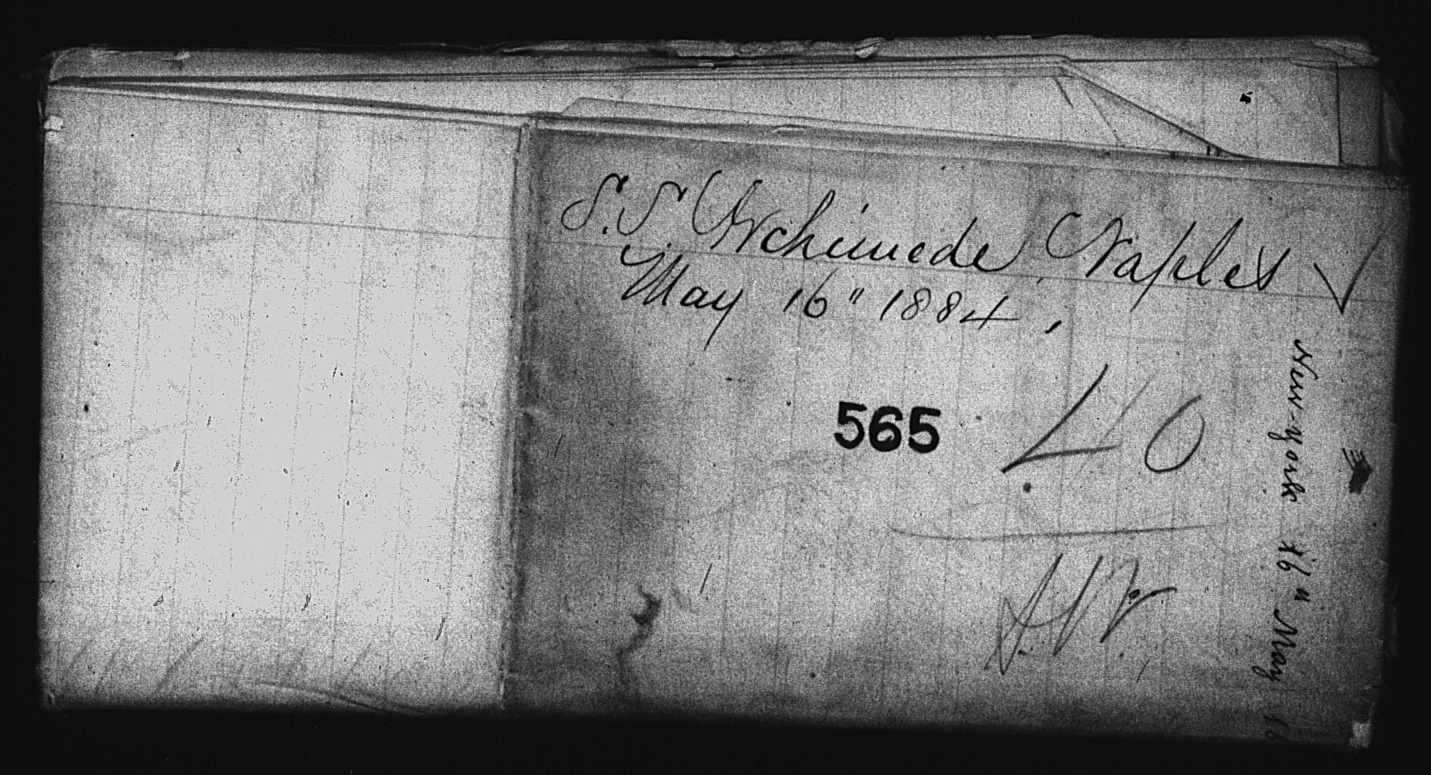 S.S. Archimede Naples
May 16" 1884.
565
40
New-York 16" May